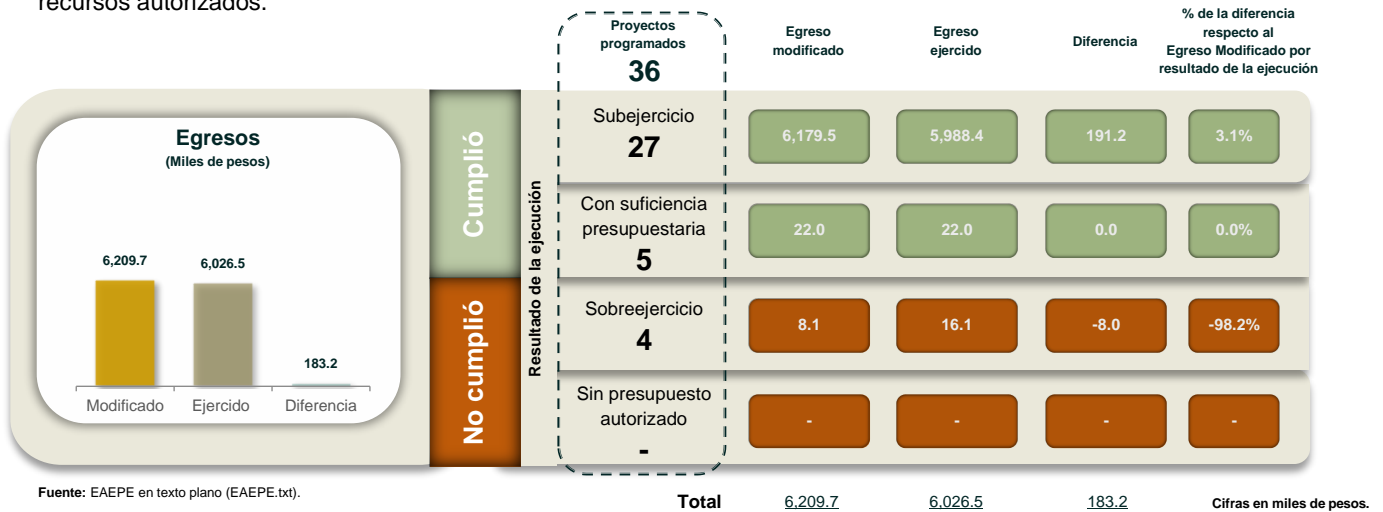 recursos autorizados.
Proyectos
programados
36
Egreso
modificado
Egreso
ejercido
Diferencia
% de la diferencia
respecto al
Egreso Modificado por
resultado de la ejecución
Egresos
(Miles de pesos)
6,209.7
6,026.5
183.2
Modificado
Ejercido
Diferencia
Cumplió
No cumplió
Resultado de la ejecución
Subejercicio
27
6,179.5
5,988.4
191.2
3.1%
Con suficiencia
presupuestaria
5
22.0
22.0
0.0
0.0%
Sobreejercicio
4
8.1
16.1
-8.0
-98.2%
Sin presupuesto
autorizado
-
-
-
-
-
Fuente: EAEPE en texto plano (EAEPE.txt).
Total
6,209.7
6,026.5
183.2
Cifras en miles de pesos.